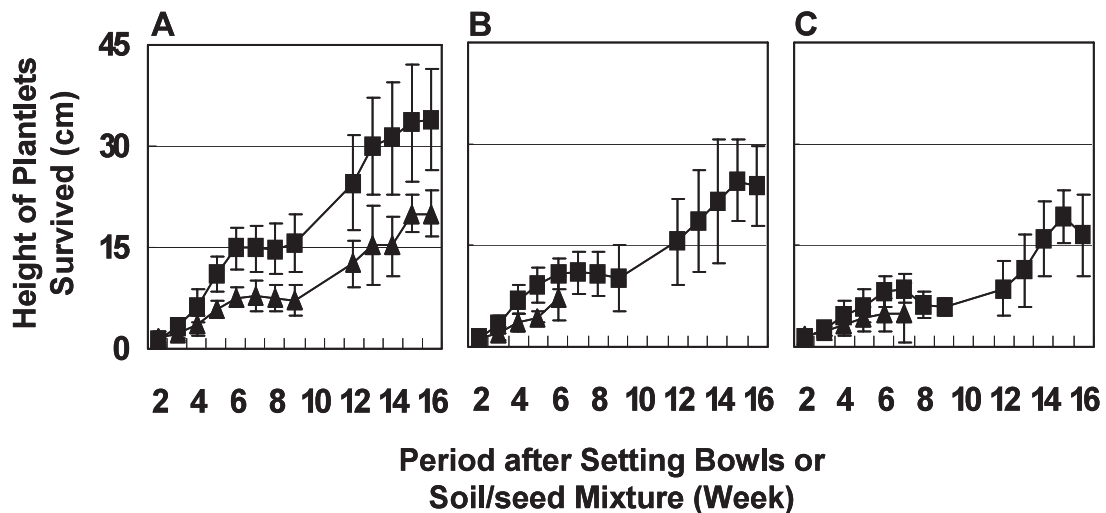 A B C
Height of Plantlets
Survived (cm)
45
30
15
0
2 4 6 8 10 12 14 16 2 4 6 8 10 12 14 16 2 4 6 8 10 12 14 16
Period after Setting Bowls or
Soil/seed Mixture (Week)